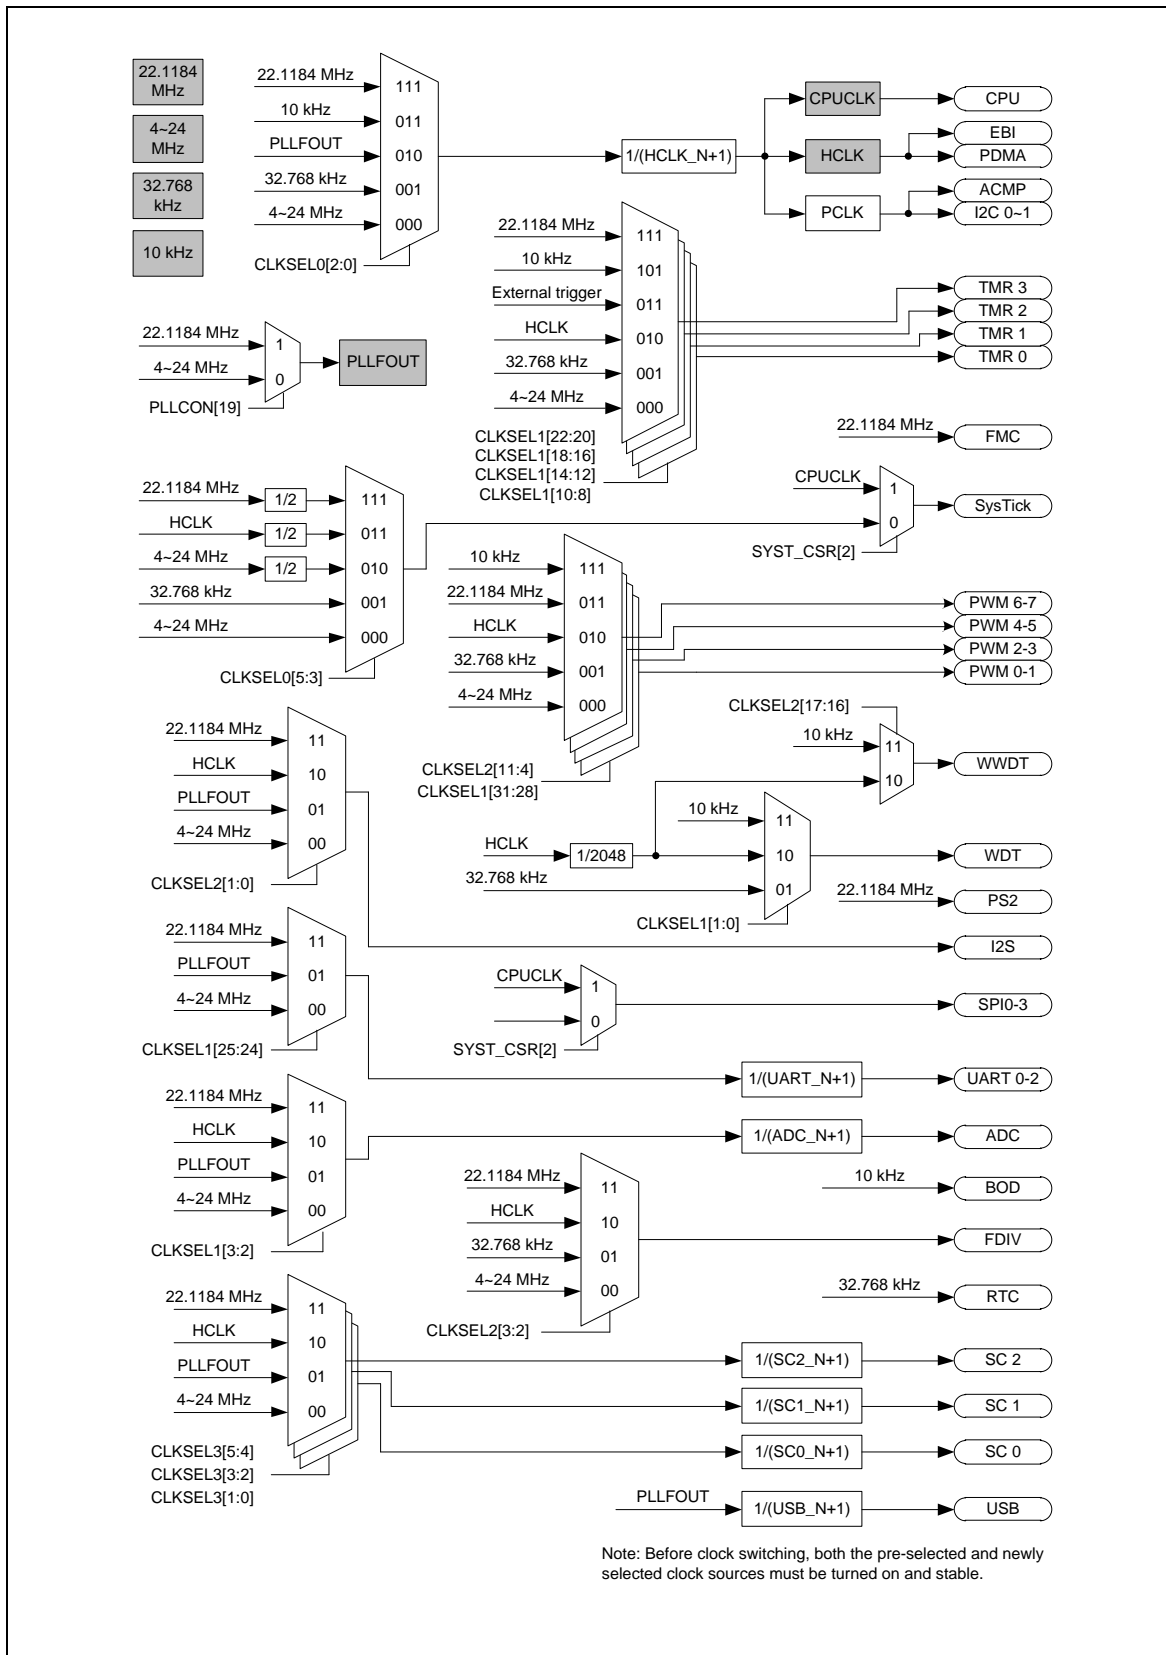 22.1184
MHz
4~24
MHz
32.768
kHz
10 kHz
22.1184 MHz
10 kHz
PLLFOUT
32.768 kHz
4~24 MHz
111
011
010
001
000
CLKSEL0[2:0]
1/(HCLK_N+1)
CPUCLK
HCLK
PCLK
CPU
EBI
PDMA
ACMP
I2C 0~1
22.1184 MHz
10 kHz
External trigger
HCLK
32.768 kHz
4~24 MHz
111
101
011
010
001
000
CLKSEL1[22:20]
CLKSEL1[18:16]
CLKSEL1[14:12]
CLKSEL1[10:8]
TMR 3
TMR 2
TMR 1
TMR 0
22.1184 MHz
4~24 MHz
1
0
PLLCON[19]
PLLFOUT
22.1184 MHz
FMC
22.1184 MHz
HCLK
4~24 MHz
32.768 kHz
4~24 MHz
1/2
1/2
1/2
111
011
010
001
000
CLKSEL0[5:3]
CPUCLK
1
0
SYST_CSR[2]
SysTick
10 kHz
22.1184 MHz
HCLK
32.768 kHz
4~24 MHz
111
011
010
001
000
CLKSEL2[11:4]
CLKSEL1[31:28]
PWM 6-7
PWM 4-5
PWM 2-3
PWM 0-1
CLKSEL2[17:16]
10 kHz
11
10
WWDT
22.1184 MHz
HCLK
PLLFOUT
4~24 MHz
11
10
01
00
CLKSEL2[1:0]
10 kHz
HCLK
1/2048
32.768 kHz
11
10
01
CLKSEL1[1:0]
WDT
22.1184 MHz
PS2
I2S
22.1184 MHz
PLLFOUT
4~24 MHz
11
01
00
CLKSEL1[25:24]
CPUCLK
1
0
SYST_CSR[2]
SPI0-3
1/(UART_N+1)
UART 0-2
22.1184 MHz
HCLK
PLLFOUT
4~24 MHz
11
10
01
00
CLKSEL1[3:2]
1/(ADC_N+1)
ADC
10 kHz
BOD
22.1184 MHz
HCLK
32.768 kHz
4~24 MHz
11
10
01
00
CLKSEL2[3:2]
FDIV
32.768 kHz
RTC
22.1184 MHz
HCLK
PLLFOUT
4~24 MHz
11
10
01
00
CLKSEL3[5:4]
CLKSEL3[3:2]
CLKSEL3[1:0]
1/(SC2_N+1)
SC 2
1/(SC1_N+1)
SC 1
1/(SC0_N+1)
SC 0
PLLFOUT
1/(USB_N+1)
USB
Note: Before clock switching, both the pre-selected and newly
selected clock sources must be turned on and stable.